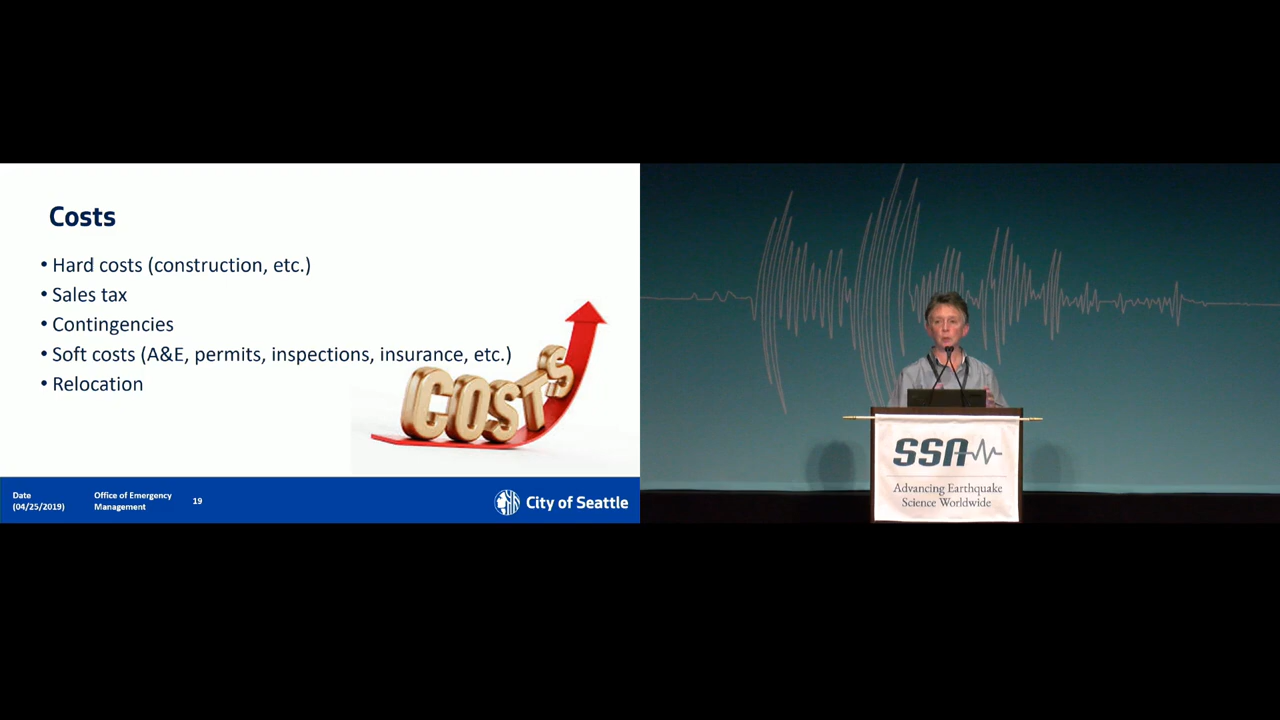 Costs
• Hard costs (construction, etc.)
• Sales tax
• Contingencies
• Soft costs (A&E, permits, inspections, insurance, etc.)
• Relocation
COSTS
Date
(04/25/2019)
Office of Emergency
Management
19
City of Seattle
SSA
Advancing Earthquake
Science Worldwide